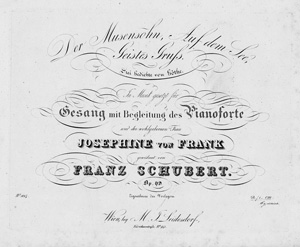 Der Musensohn, Auf dem See,
Geistes Gruß.
Drei Gedichte von Göthe.
In Musik gesetzt für
Gesang mit Begleitung des Pianoforte
und der wohlgebornen Frau
JOSEPHINE VON FRANK
gewidmet von
FRANZ SCHUBERT.
Op. 92.
Eigenthum des Verlegers.
Wien, bey M. J. Leidesdorf.